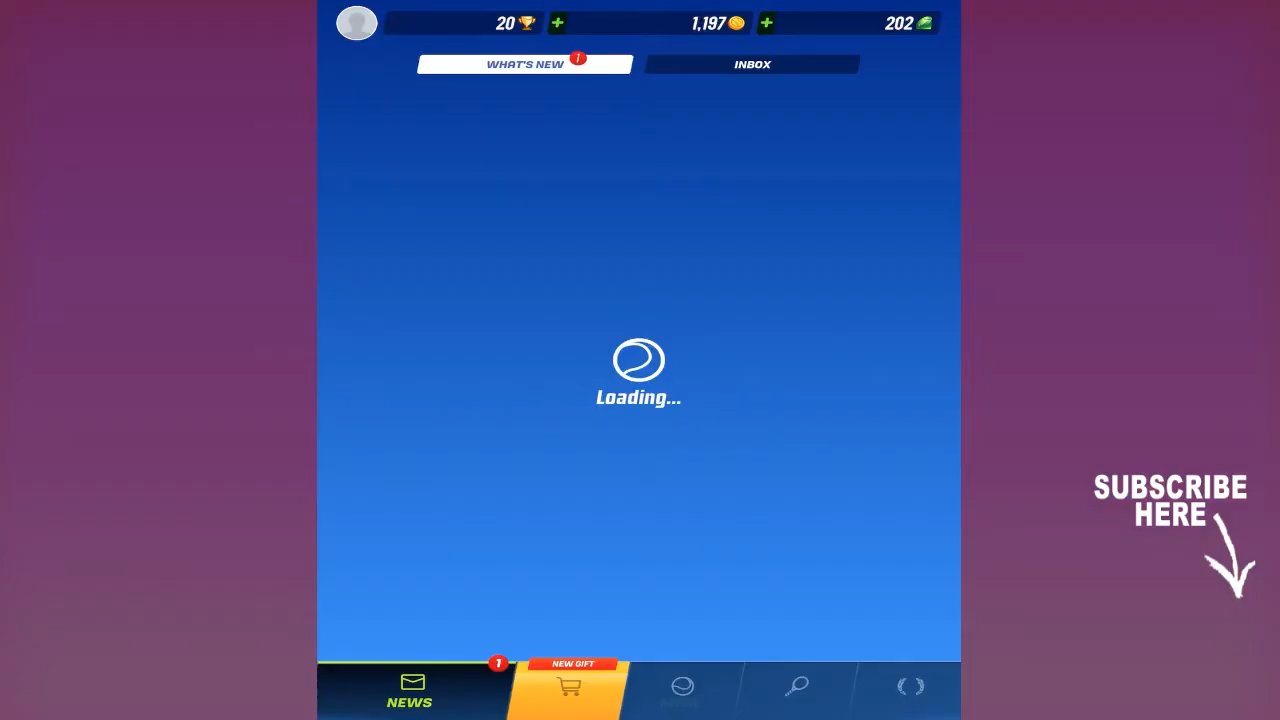 20
1,197
202
WHAT'S NEW
1
INBOX
Loading...
SUBSCRIBE
HERE
1
NEW GIFT
NEWS